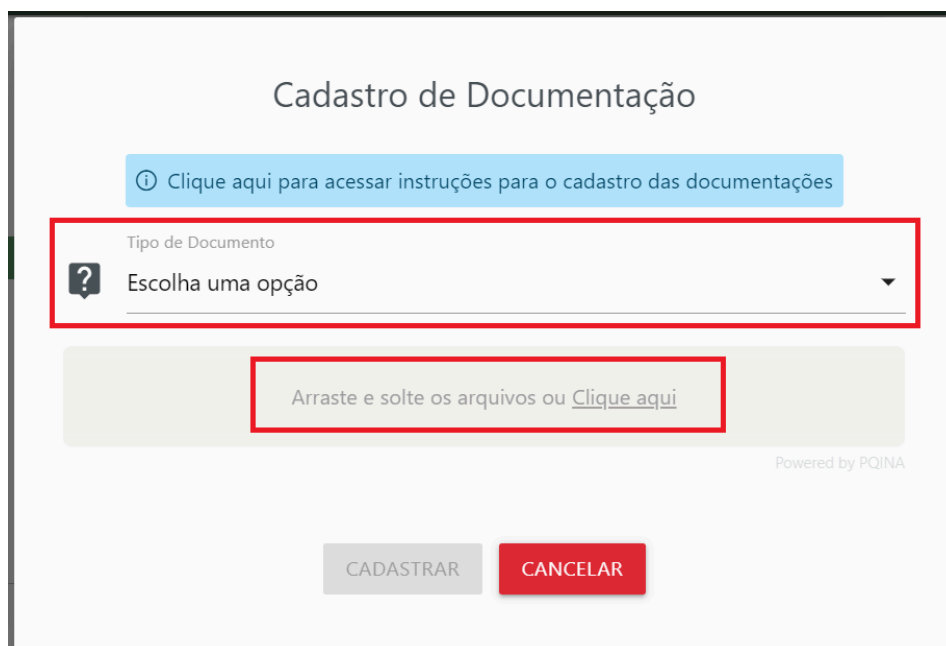 Cadastro de Documentação
Clique aqui para acessar instruções para o cadastro das documentações
Tipo de Documento
Escolha uma opção
Arraste e solte os arquivos ou Clique aqui
Powered by PQINA
CADASTRAR CANCELAR